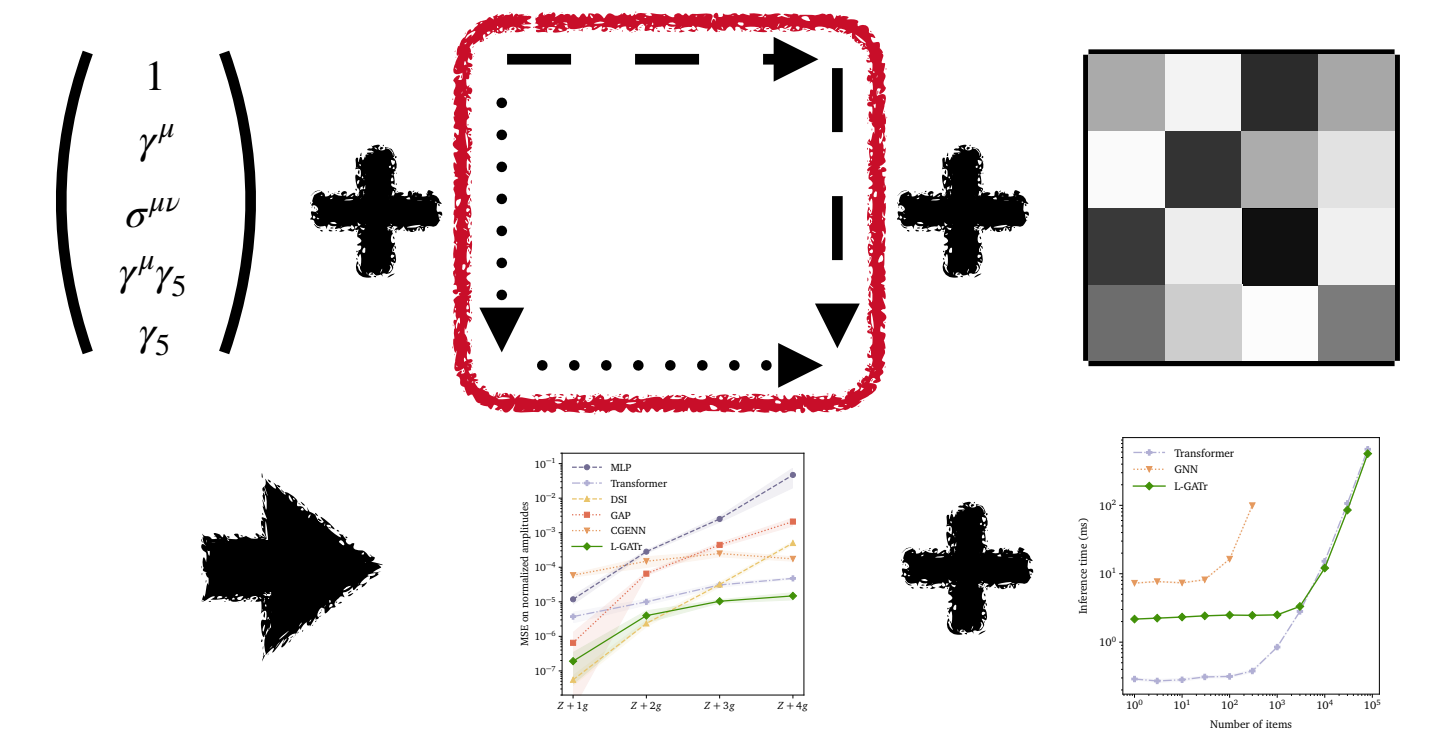 1
γ^μ
σ^{μν}
γ^μγ_5
γ_5
MSE on normalized amplitudes
10^{-1}
10^{-2}
10^{-3}
10^{-4}
10^{-5}
10^{-6}
10^{-7}
MLP
Transformer
DSI
GAP
CGENN
L-GATr
Z + 1g
Z + 2g
Z + 3g
Z + 4g
Inference time (ms)
10^2
10^1
10^0
Transformer
GNN
L-GATr
10^0
10^1
10^2
10^3
10^4
10^5
Number of items